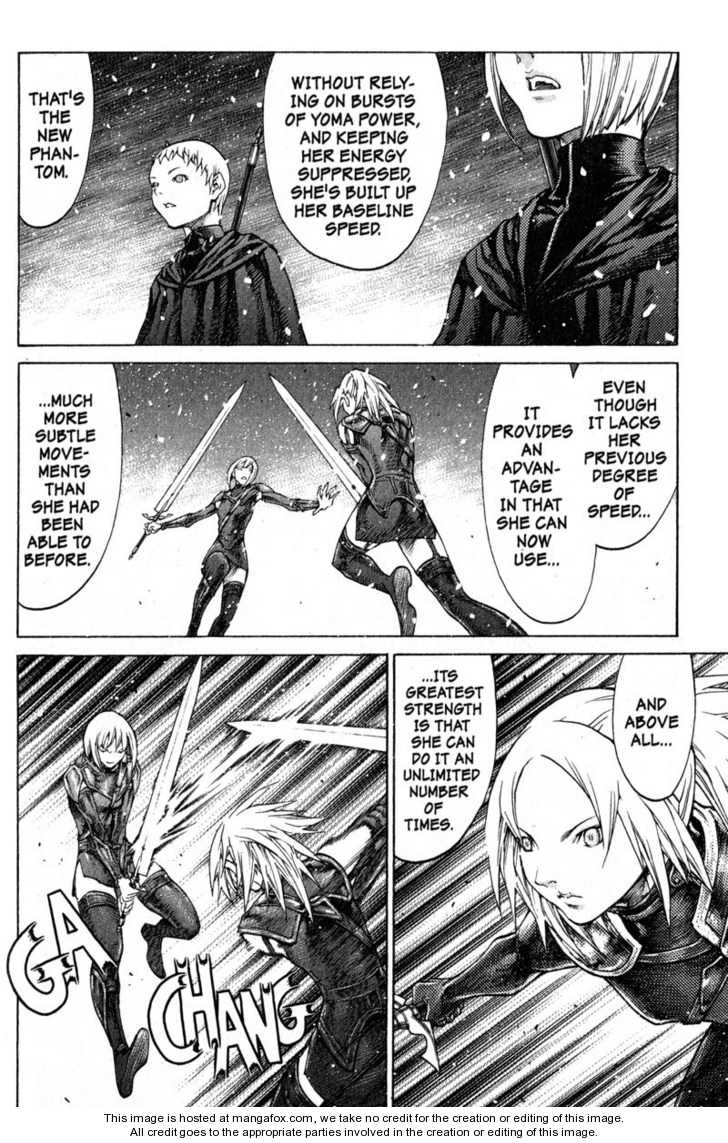 WITHOUT RELY-
ING ON BURSTS
OF YOMA POWER,
AND KEEPING
HER ENERGY
SUPPRESSED,
SHE'S BUILT UP
HER BASELINE
SPEED.
THAT'S
THE
NEW
PHAN-
TOM.
EVEN
THOUGH
IT LACKS
HER
PREVIOUS
DEGREE
OF
SPEED...
IT
PROVIDES
AN
ADVAN-
TAGE
IN THAT
SHE CAN
NOW
USE...
...MUCH
MORE
SUBTLE
MOVE-
MENTS
THAN
SHE HAD
BEEN
ABLE TO
BEFORE.
AND
ABOVE
ALL...
...ITS
GREATEST
STRENGTH
IS THAT
SHE CAN
DO IT AN
UNLIMITED
NUMBER
OF
TIMES.
GA
CHANG
This image is hosted at mangafox.com, we take no credit for the creation or editing of this image.
All credit goes to the appropriate parties involved in the creation or editing of this image.